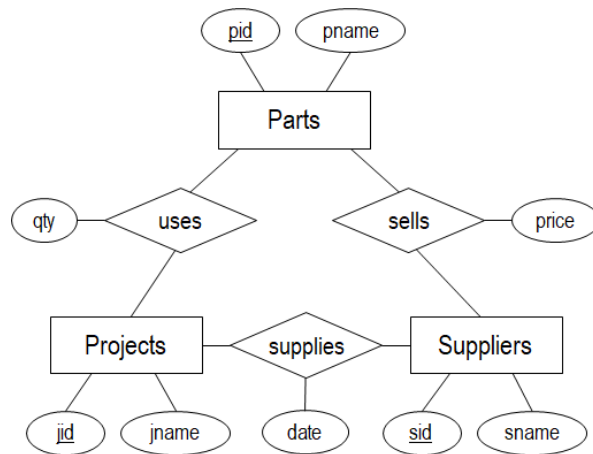 pid pname
Parts
qty uses sells price
Projects supplies Suppliers
jid jname date sid sname